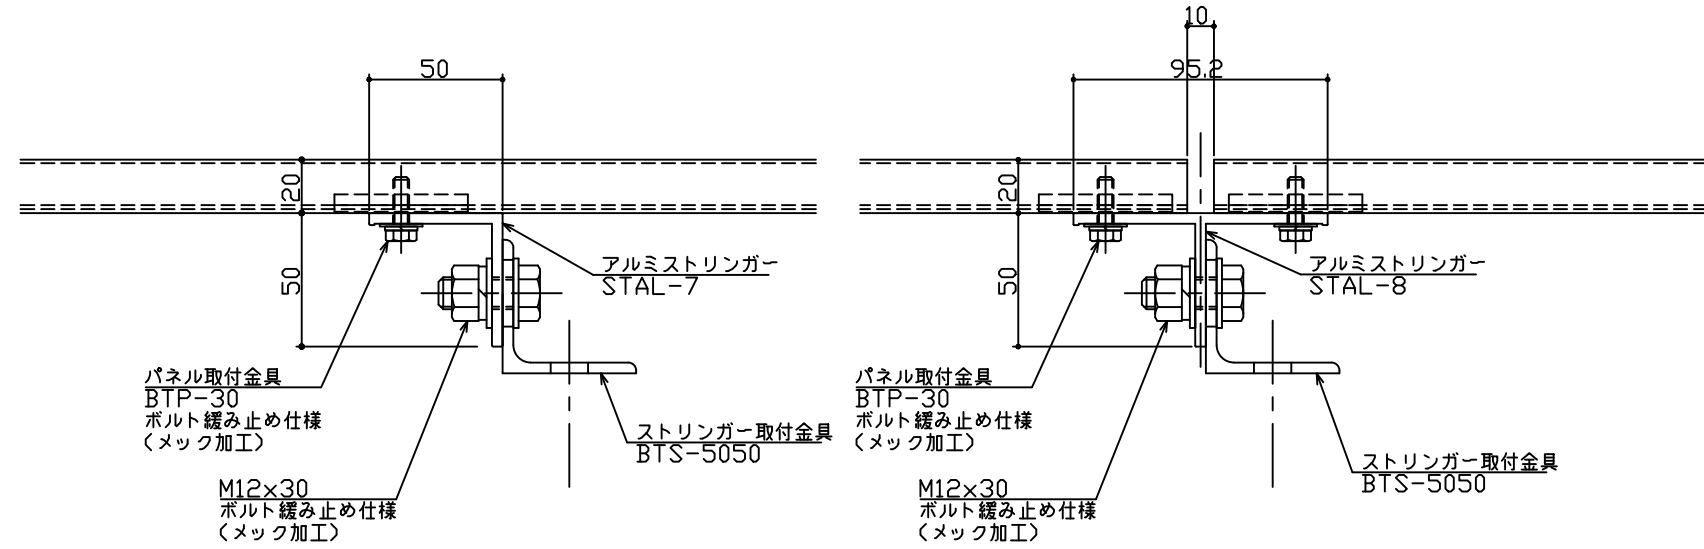 50
20
50
アルミストリンガー
STAL-7
パネル取付金具
BTP-30
ボルト緩み止め仕様
(メック加工)
ストリンガー取付金具
BTS-5050
M12x30
ボルト緩み止め仕様
(メック加工)
10
95.2
20
50
アルミストリンガー
STAL-8
パネル取付金具
BTP-30
ボルト緩み止め仕様
(メック加工)
ストリンガー取付金具
BTS-5050
M12x30
ボルト緩み止め仕様
(メック加工)